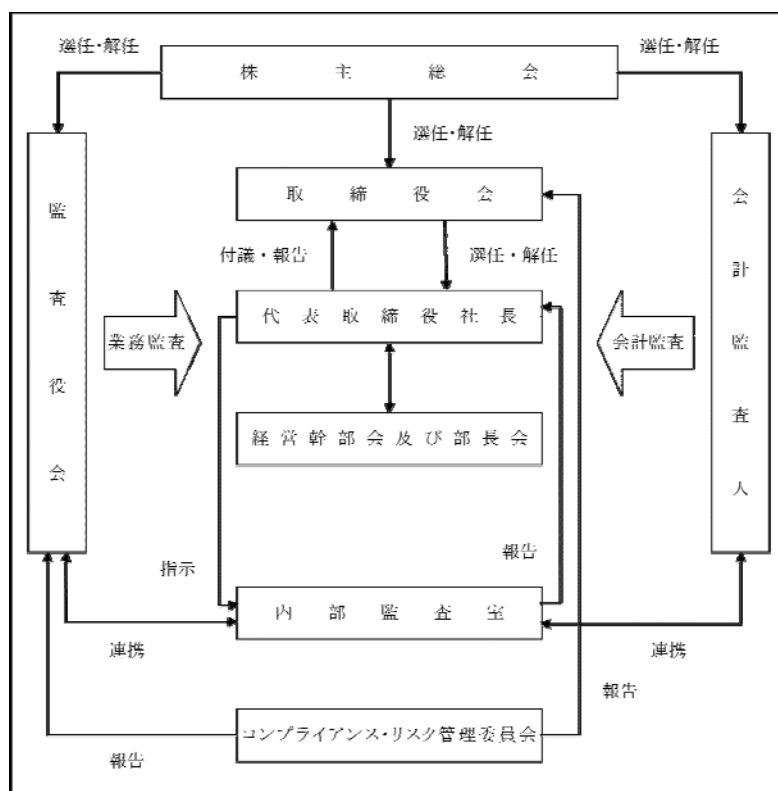 選任・解任
選任・解任
株主総会
選任・解任
取締役会
監査役会
会計監査人
付議・報告
選任・解任
代表取締役社長
業務監査
会計監査
経営幹部会及び部長会
報告
指示
内部監査室
連携
連携
報告
コンプライアンス・リスク管理委員会
報告